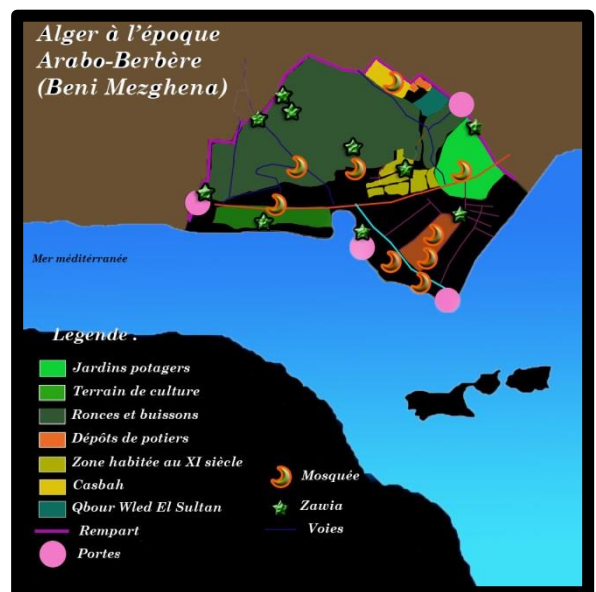 Alger à l'époque
Arabo-Berbère
(Beni Mezghena)
Mer méditérranée
Legende .
Jardins potagers
Terrain de culture
Ronces et buissons
Dépôts de potiers
Zone habitée au XI siècle
Casbah
Qbour Wled El Sultan
Rempart
Portes
Mosquée
Zawia
Voies